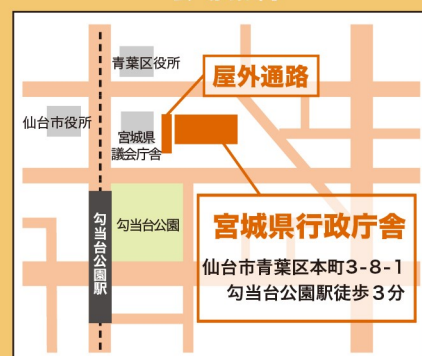 青葉区役所
屋外通路
仙台市役所
宮城県
議会庁舎
勾当台公園
勾当台公園駅
宮城県行政庁舎
仙台市青葉区本町3-8-1
勾当台公園駅徒歩3分